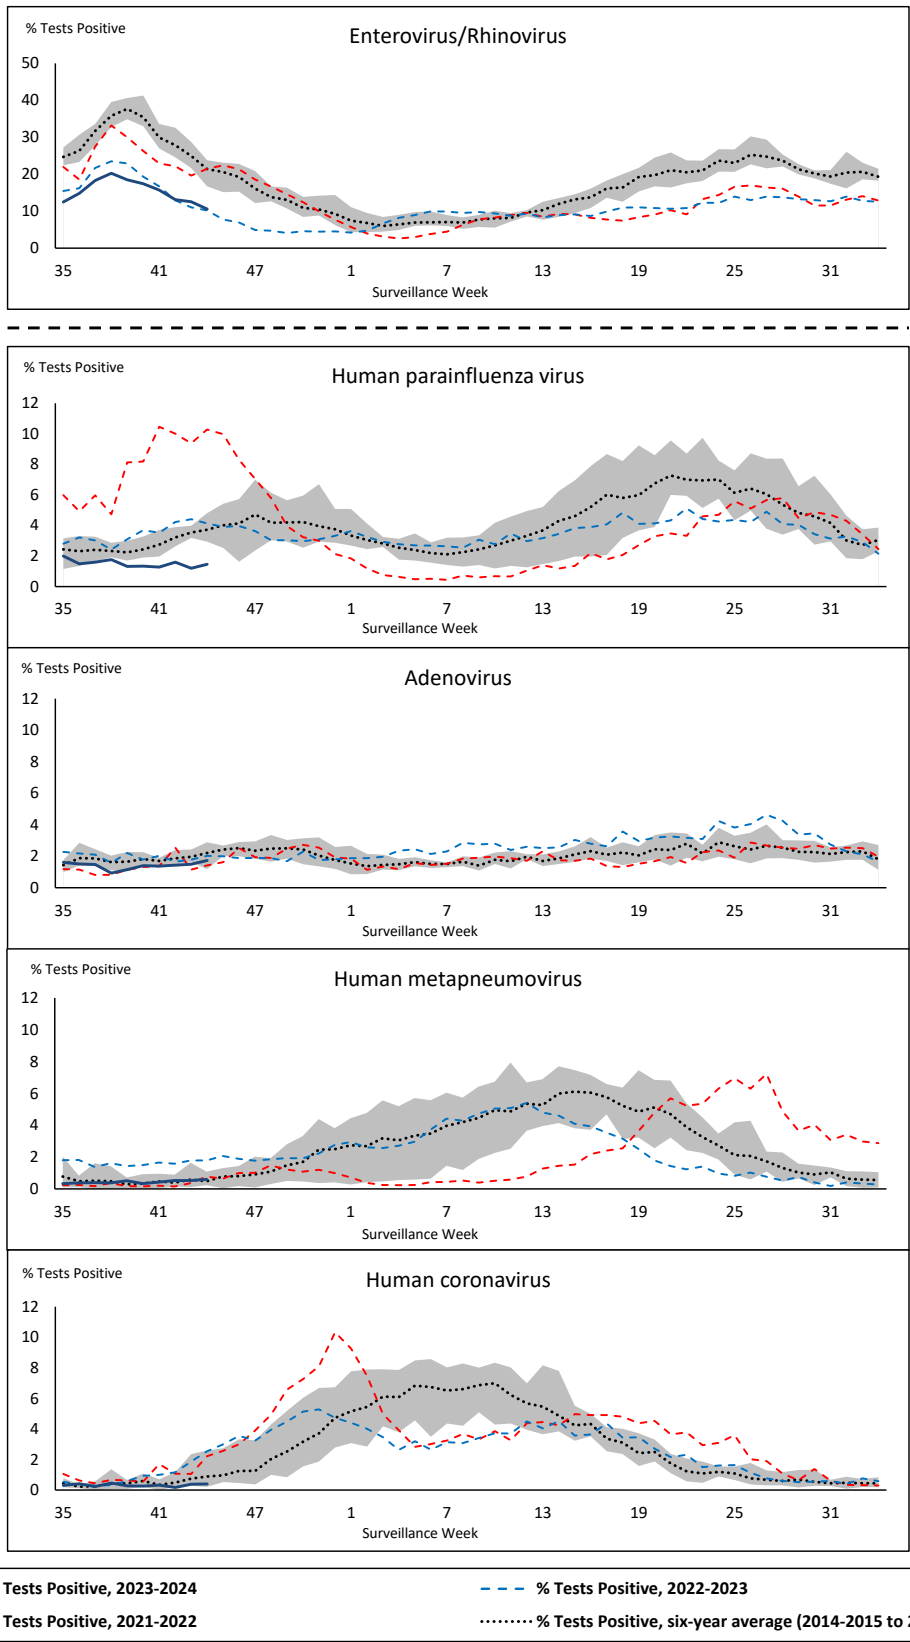 % Tests Positive
Enterovirus/Rhinovirus
50
40
30
20
10
0
35 41 47 1 7 13 19 25 31
Surveillance Week
% Tests Positive
Human parainfluenza virus
12
10
8
6
4
2
0
35 41 47 1 7 13 19 25 31
Surveillance Week
% Tests Positive
Adenovirus
12
10
8
6
4
2
0
35 41 47 1 7 13 19 25 31
Surveillance Week
% Tests Positive
Human metapneumovirus
12
10
8
6
4
2
0
35 41 47 1 7 13 19 25 31
Surveillance Week
% Tests Positive
Human coronavirus
12
10
8
6
4
2
0
35 41 47 1 7 13 19 25 31
Surveillance Week
Tests Positive, 2023-2024 % Tests Positive, 2022-2023
Tests Positive, 2021-2022 % Tests Positive, six-year average (2014-2015 to